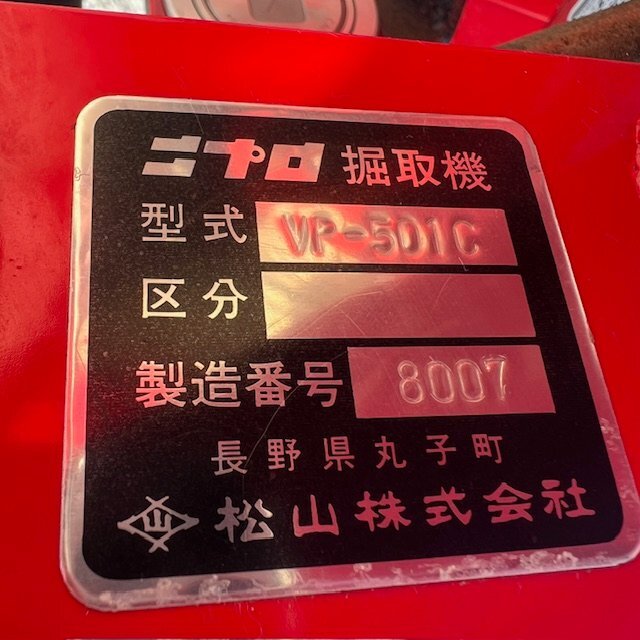 ニプロ 掘取機
型式 VP-501C
区分
製造番号 8007
長野県丸子町
山 松山株式会社